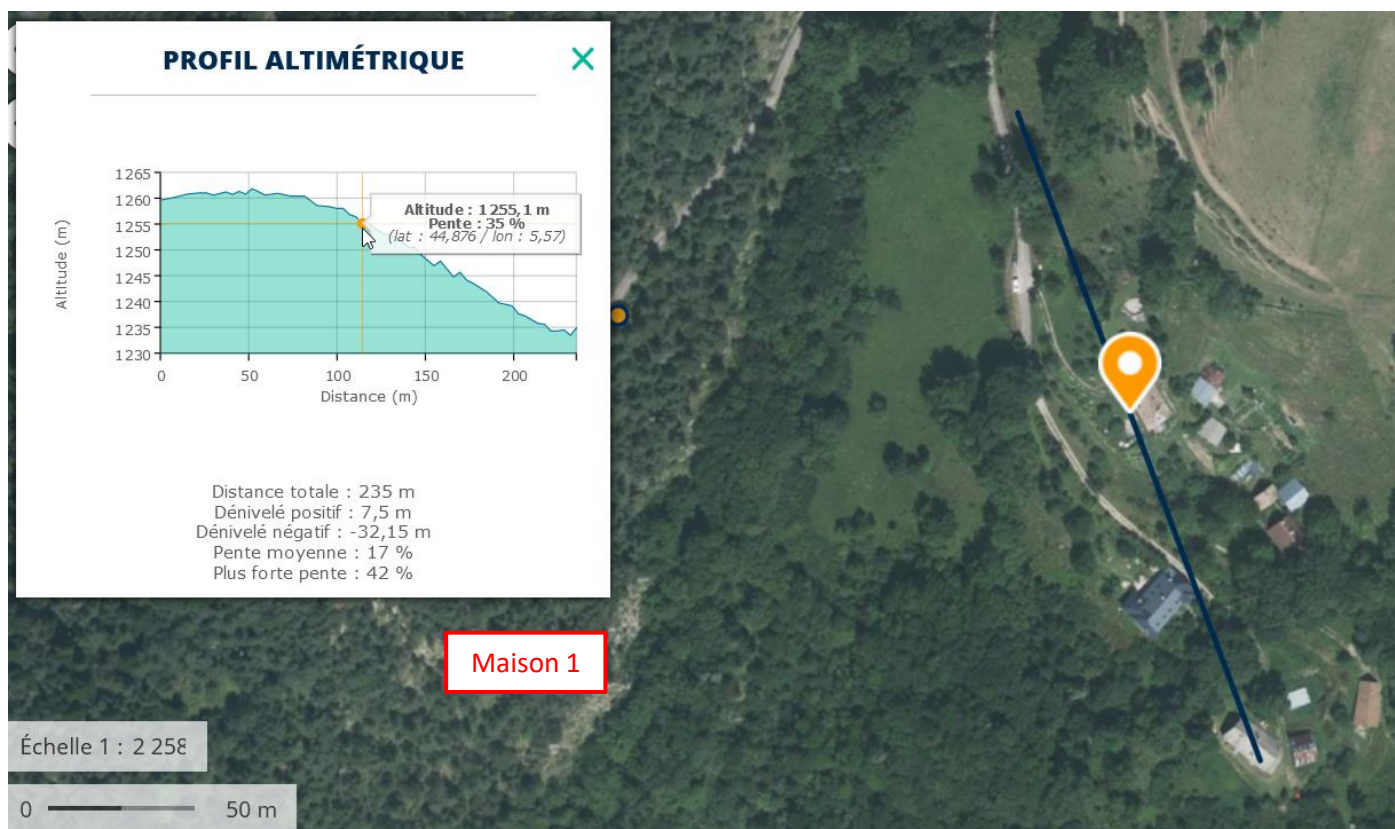 PROFIL ALTIMÉTRIQUE
1265
1260
1255
1250
1245
1240
1235
1230
Altitude (m)
Altitude : 1255,1 m
Pente : 35 %
(lat : 44,876 / lon : 5,57)
0 50 100 150 200
Distance (m)
Distance totale : 235 m
Dénivelé positif : 7,5 m
Dénivelé négatif : -32,15 m
Pente moyenne : 17 %
Plus forte pente : 42 %
Maison 1
Échelle 1 : 2 258
0 50 m